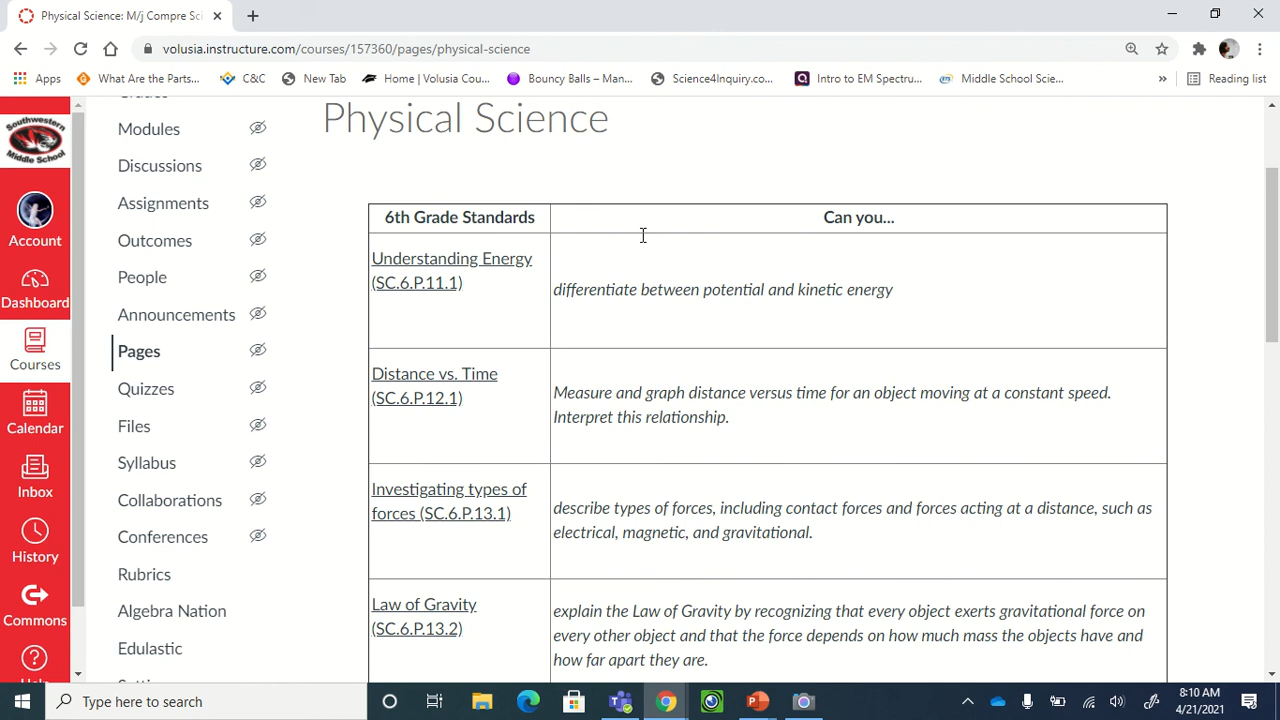 Physical Science: M/j Compre Sci
volusia.instructure.com/courses/157360/pages/physical-science
Apps
What Are the Parts...
C&C
New Tab
Home | Volusia Cou...
Bouncy Balls – Man...
Science4inquiry.co...
Intro to EM Spectru...
Middle School Scie...
»
Reading list
Southwestern
Middle School
Account
Dashboard
Courses
Calendar
Inbox
History
Commons
Modules
Discussions
Assignments
Outcomes
People
Announcements
Pages
Quizzes
Files
Syllabus
Collaborations
Conferences
Rubrics
Algebra Nation
Edulastic
Physical Science
6th Grade Standards
Can you...
Understanding Energy
(SC.6.P.11.1)
differentiate between potential and kinetic energy
Distance vs. Time
(SC.6.P.12.1)
Measure and graph distance versus time for an object moving at a constant speed.
Interpret this relationship.
Investigating types of
forces (SC.6.P.13.1)
describe types of forces, including contact forces and forces acting at a distance, such as
electrical, magnetic, and gravitational.
Law of Gravity
(SC.6.P.13.2)
explain the Law of Gravity by recognizing that every object exerts gravitational force on
every other object and that the force depends on how much mass the objects have and
how far apart they are.
Type here to search
8:10 AM
4/21/2021